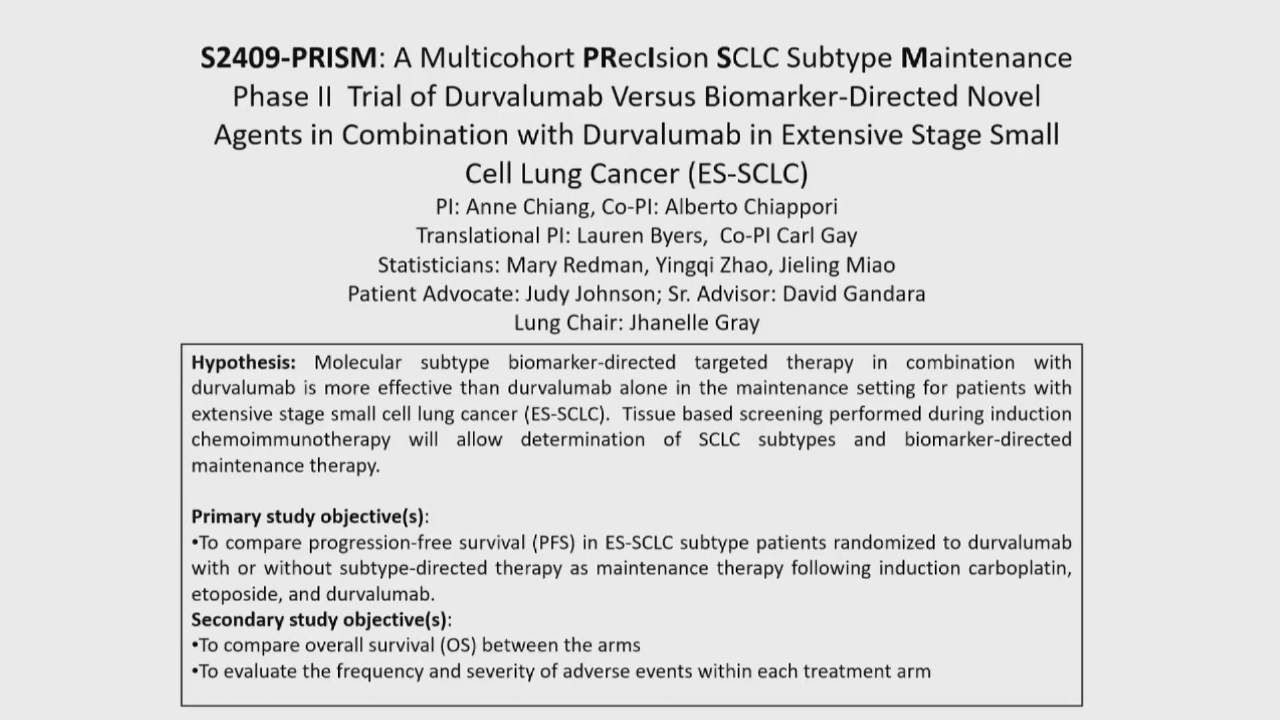 S2409-PRISM: A Multicohort PRecIsion SCLC Subtype Maintenance
Phase II Trial of Durvalumab Versus Biomarker-Directed Novel
Agents in Combination with Durvalumab in Extensive Stage Small
Cell Lung Cancer (ES-SCLC)
PI: Anne Chiang, Co-PI: Alberto Chiappori
Translational PI: Lauren Byers, Co-PI Carl Gay
Statisticians: Mary Redman, Yingqi Zhao, Jieling Miao
Patient Advocate: Judy Johnson; Sr. Advisor: David Gandara
Lung Chair: Jhanelle Gray
Hypothesis: Molecular subtype biomarker-directed targeted therapy in combination with
durvalumab is more effective than durvalumab alone in the maintenance setting for patients with
extensive stage small cell lung cancer (ES-SCLC). Tissue based screening performed during induction
chemoimmunotherapy will allow determination of SCLC subtypes and biomarker-directed
maintenance therapy.
Primary study objective(s):
•To compare progression-free survival (PFS) in ES-SCLC subtype patients randomized to durvalumab
with or without subtype-directed therapy as maintenance therapy following induction carboplatin,
etoposide, and durvalumab.
Secondary study objective(s):
•To compare overall survival (OS) between the arms
•To evaluate the frequency and severity of adverse events within each treatment arm